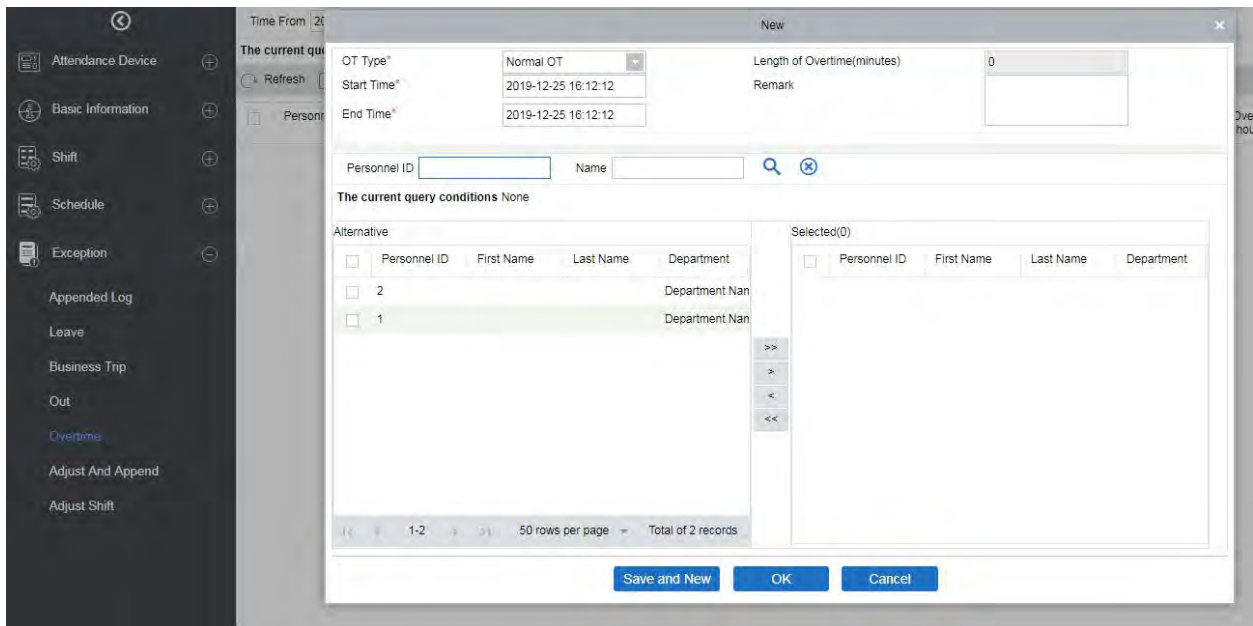 Time From 20
The current qu
Refresh
Personn
Ove
hou
Attendance Device
Basic Information
Shift
Schedule
Exception
Appended Log
Leave
Business Trip
Out
Overtime
Adjust And Append
Adjust Shift
New
OT Type* Normal OT Length of Overtime(minutes) 0
Start Time* 2019-12-25 16:12:12 Remark
End Time* 2019-12-25 16:12:12
Personnel ID Name
The current query conditions None
Alternative
Personnel ID First Name Last Name Department
2 Department Nan
1 Department Nan
>>
>
<
<<
Selected(0)
Personnel ID First Name Last Name Department
1-2 50 rows per page Total of 2 records
Save and New OK Cancel